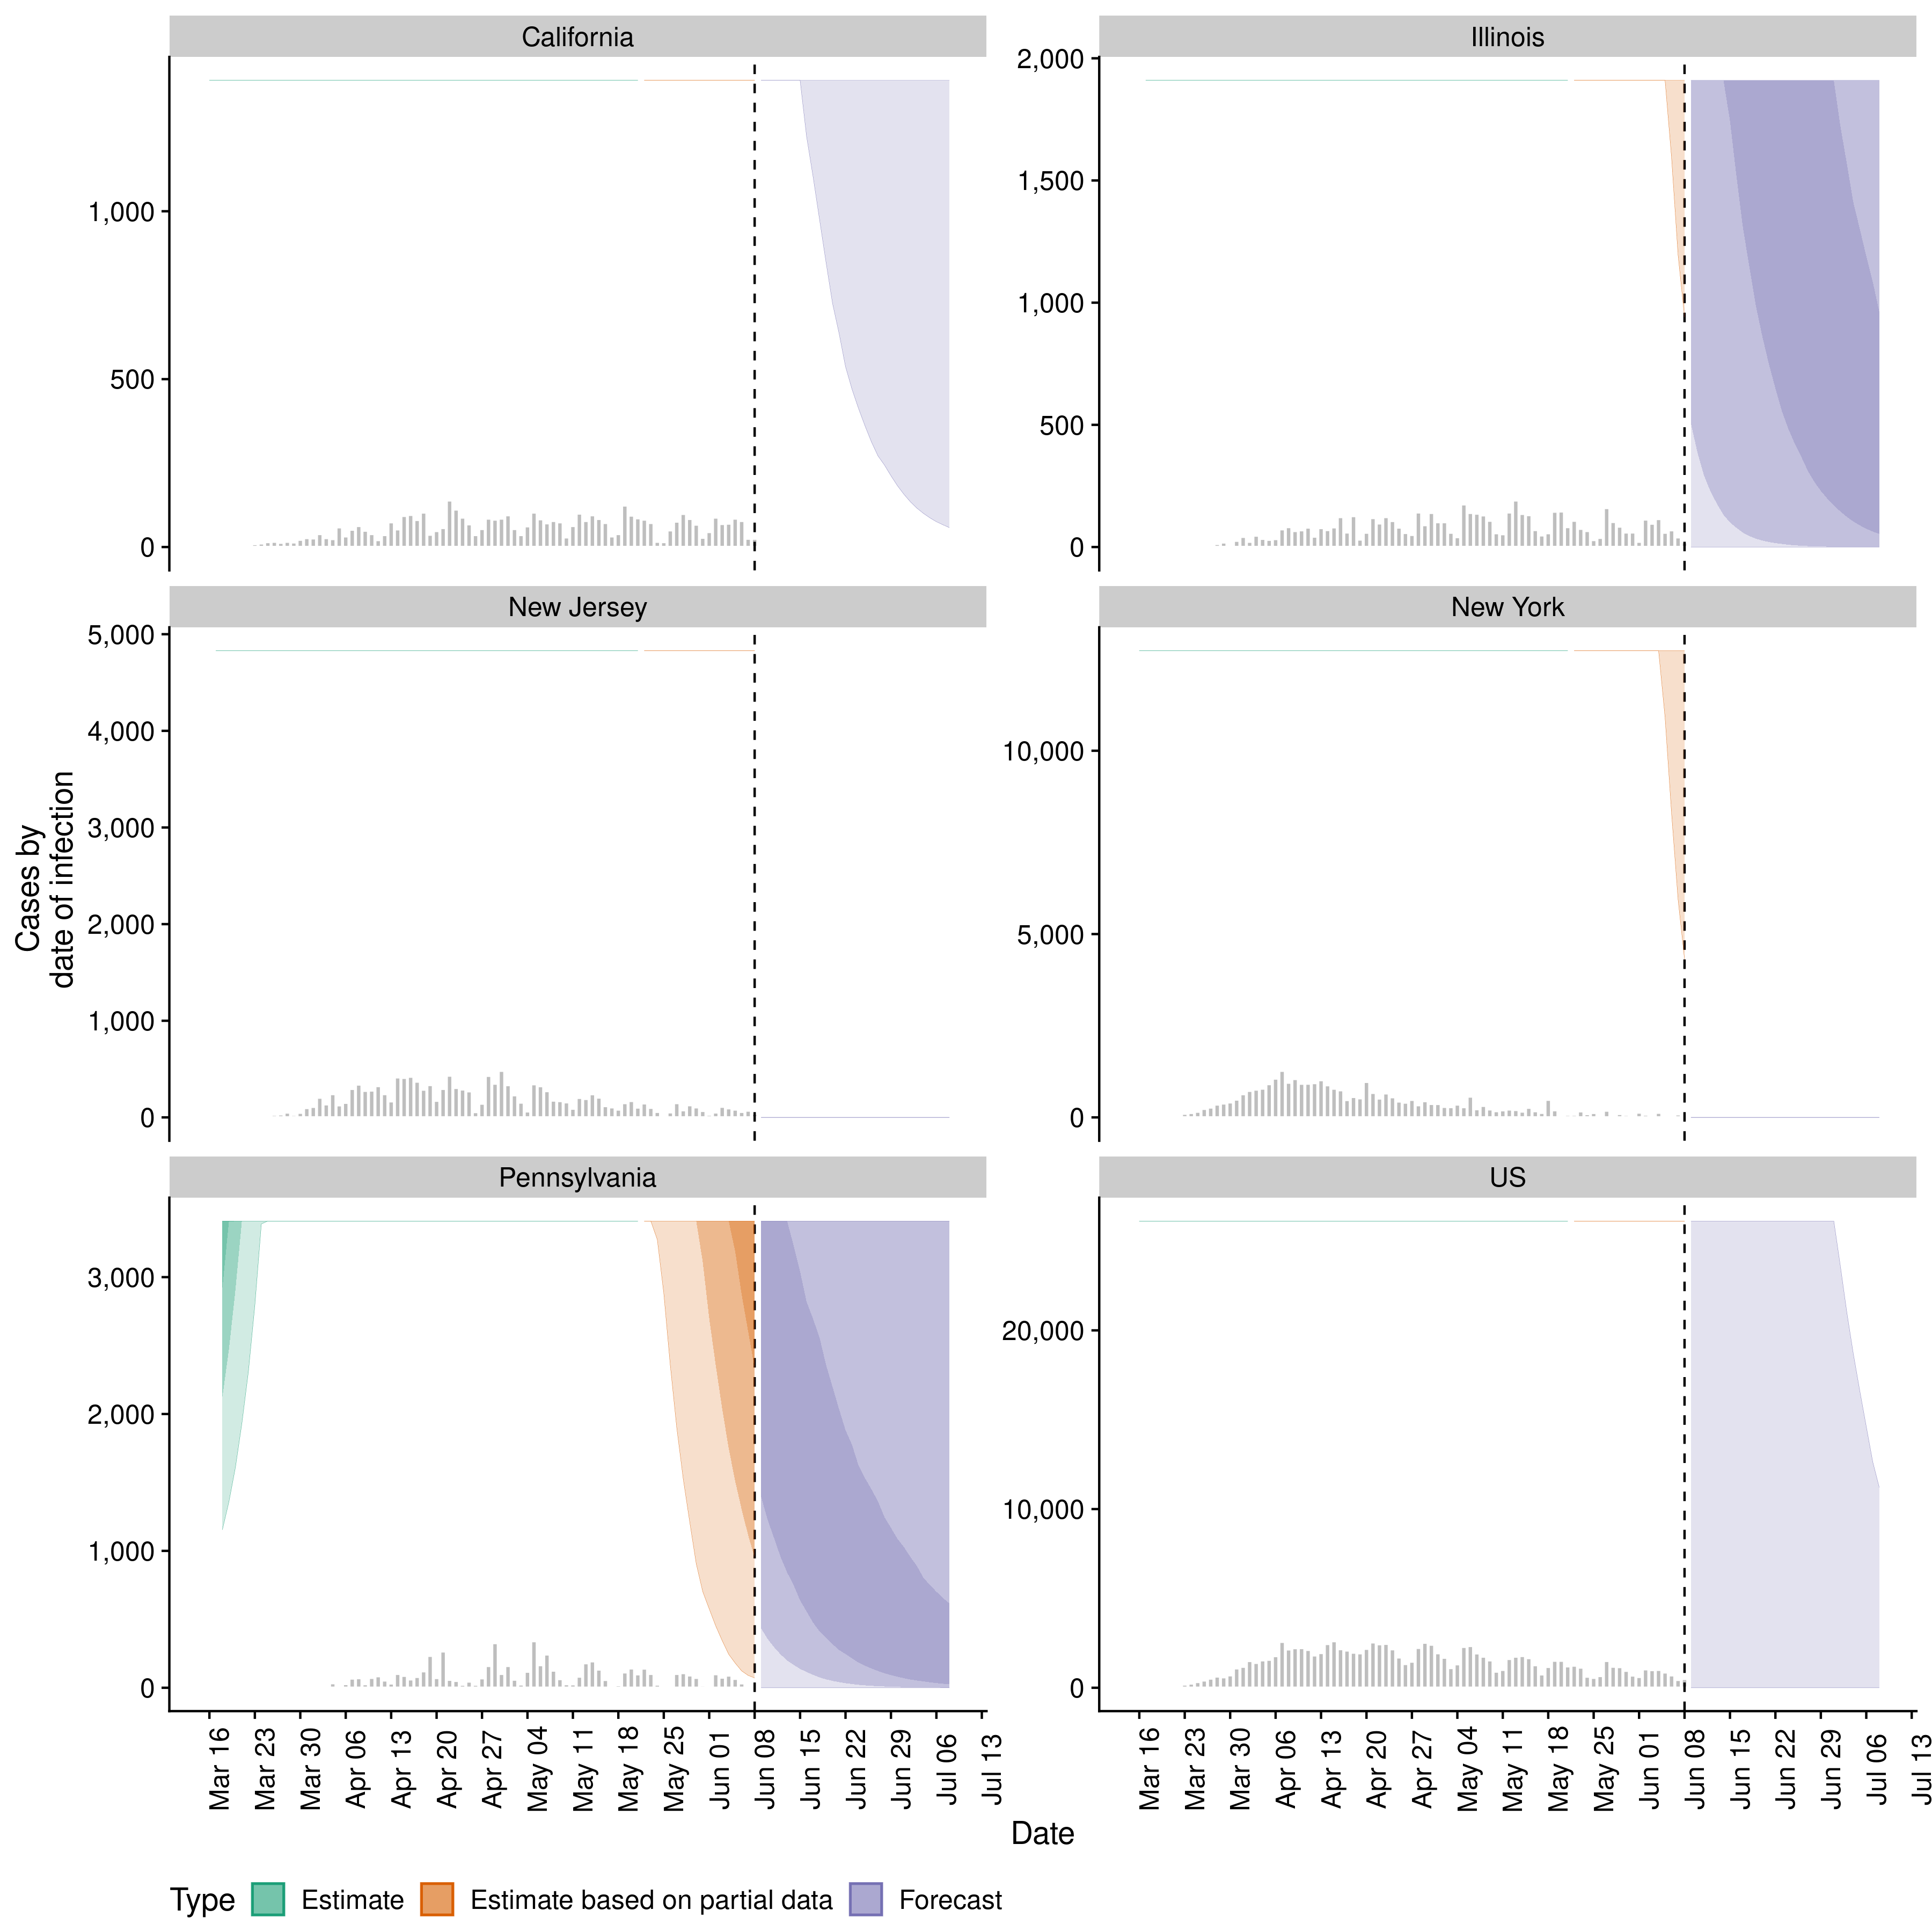 California
Illinois
1,000
500
0
2,000
1,500
1,000
500
0
New Jersey
New York
5,000
4,000
3,000
2,000
1,000
0
10,000
5,000
0
Cases by
date of infection
Pennsylvania
US
3,000
2,000
1,000
0
20,000
10,000
0
Mar 16
Mar 23
Mar 30
Apr 06
Apr 13
Apr 20
Apr 27
May 04
May 11
May 18
May 25
Jun 01
Jun 08
Jun 15
Jun 22
Jun 29
Jul 06
Jul 13
Mar 16
Mar 23
Mar 30
Apr 06
Apr 13
Apr 20
Apr 27
May 04
May 11
May 18
May 25
Jun 01
Jun 08
Jun 15
Jun 22
Jun 29
Jul 06
Jul 13
Date
Type Estimate Estimate based on partial data Forecast